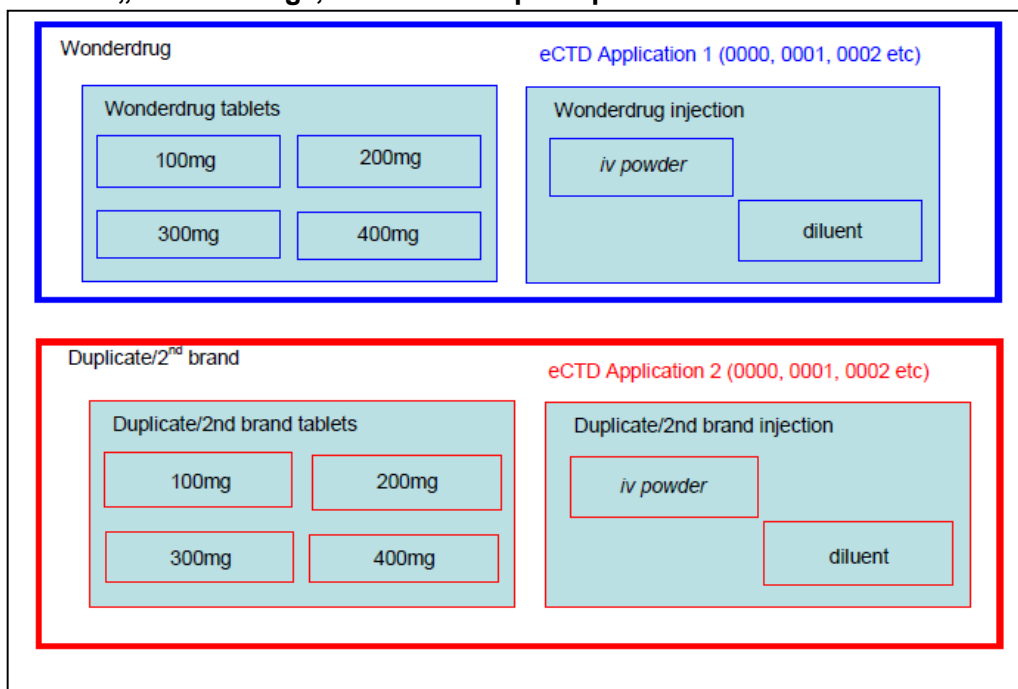 Wonderdrug
eCTD Application 1 (0000, 0001, 0002 etc)
Wonderdrug tablets
100mg
200mg
300mg
400mg
Wonderdrug injection
iv powder
diluent
Duplicate/2nd brand
eCTD Application 2 (0000, 0001, 0002 etc)
Duplicate/2nd brand tablets
100mg
200mg
300mg
400mg
Duplicate/2nd brand injection
iv powder
diluent